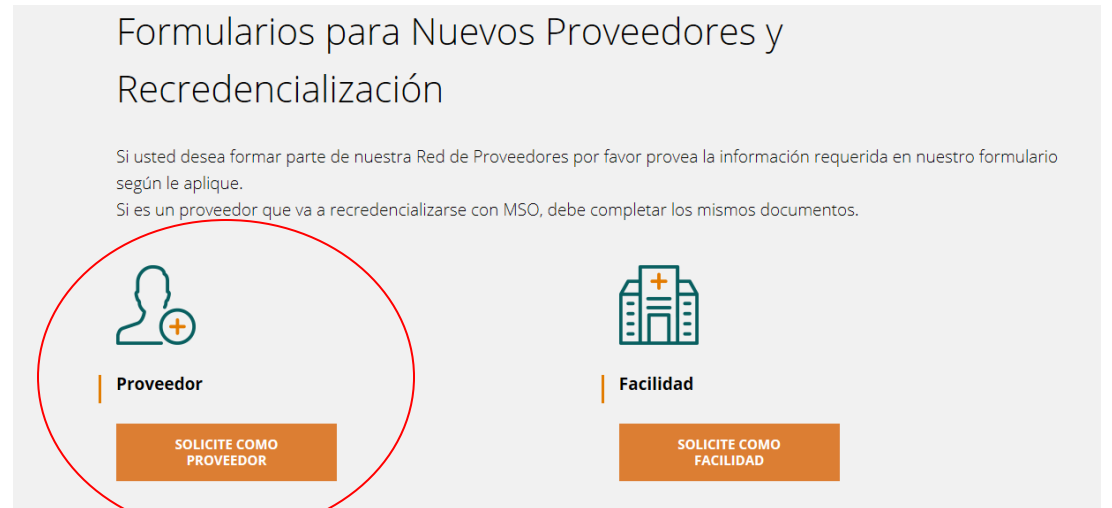 Formularios para Nuevos Proveedores y
Recredencialización
Si usted desea formar parte de nuestra Red de Proveedores por favor provea la información requerida en nuestro formulario
según le aplique.
Si es un proveedor que va a recredencializarse con MSO, debe completar los mismos documentos.
Proveedor
SOLICITE COMO
PROVEEDOR
Facilidad
SOLICITE COMO
FACILIDAD